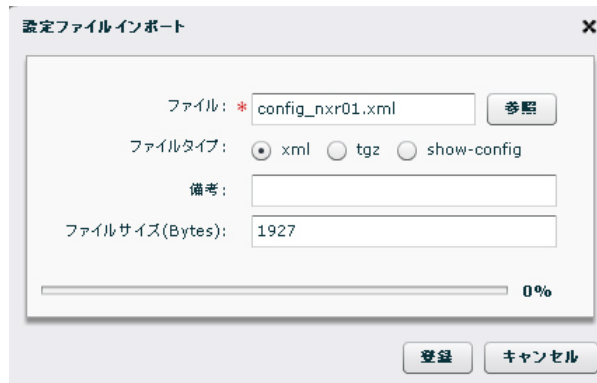 設定ファイルインポート
ファイル: * config_nxr01.xml 参照
ファイルタイプ: xml tgz show-config
備考:
ファイルサイズ(Bytes): 1927
0%
登録 キャンセル